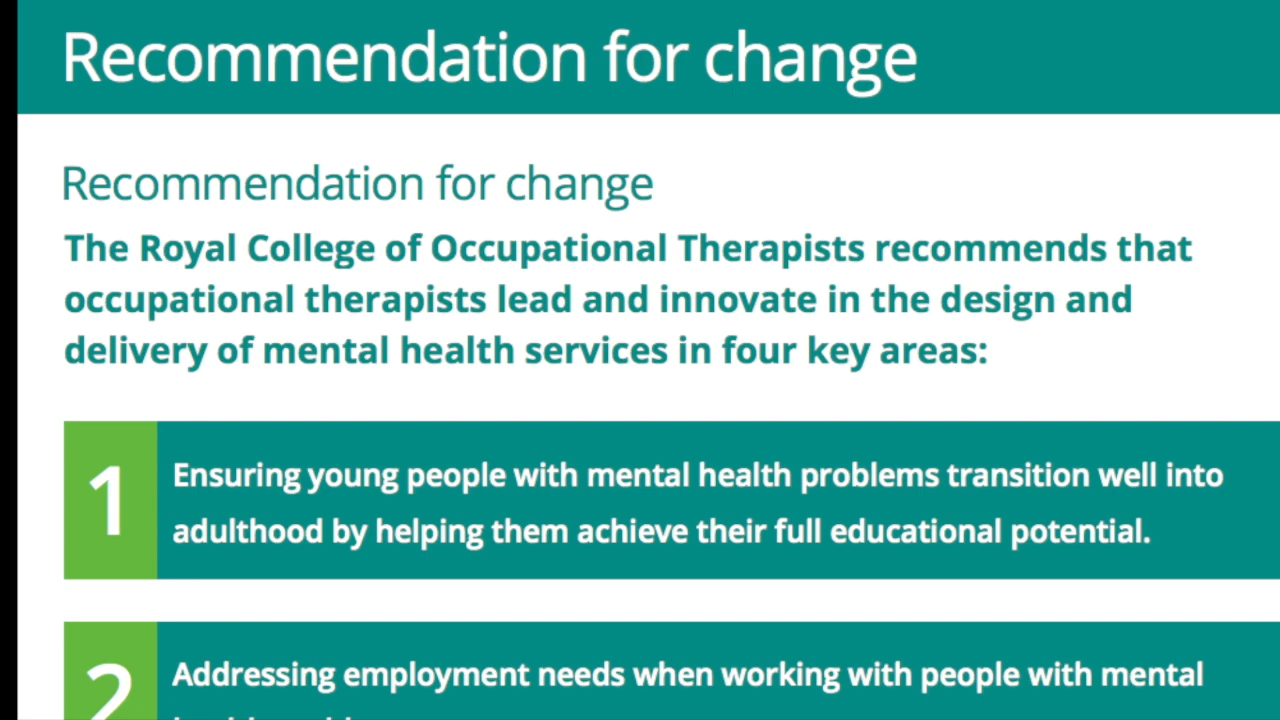 Recommendation for change
Recommendation for change
The Royal College of Occupational Therapists recommends that
occupational therapists lead and innovate in the design and
delivery of mental health services in four key areas:
1
Ensuring young people with mental health problems transition well into
adulthood by helping them achieve their full educational potential.
2
Addressing employment needs when working with people with mental